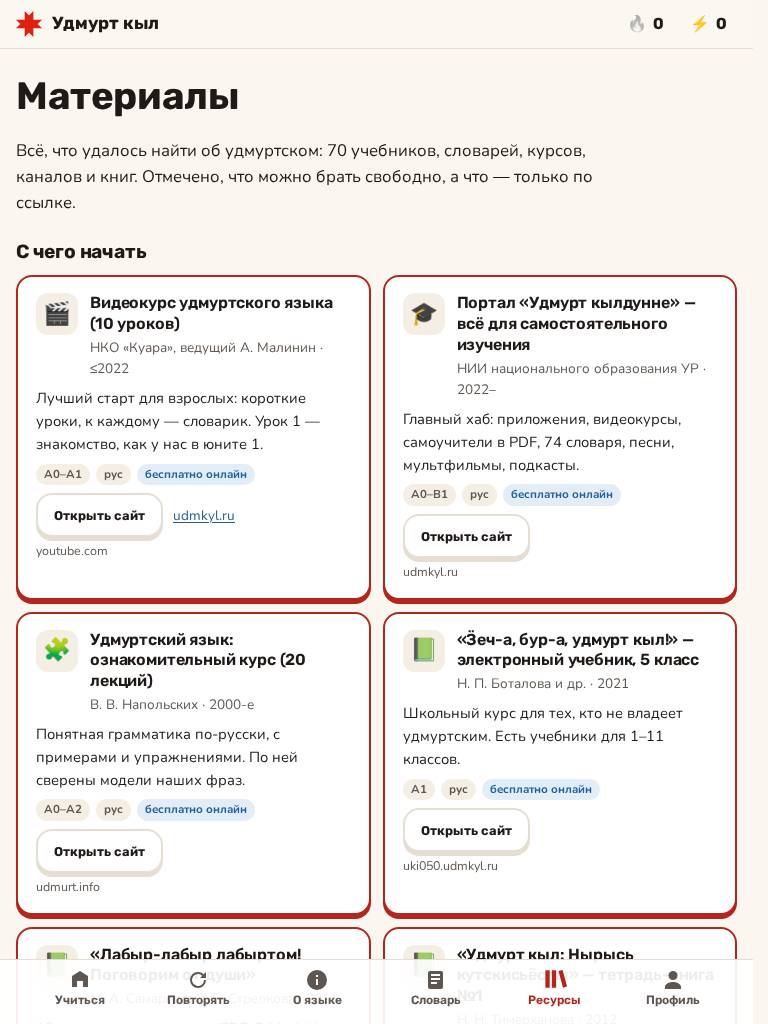 Удмурт кыл
0
0
Материалы
Всё, что удалось найти об удмуртском: 70 учебников, словарей, курсов,
каналов и книг. Отмечено, что можно брать свободно, а что — только по
ссылке.
С чего начать
Видеокурс удмуртского языка
(10 уроков)
НКО «Куара», ведущий А. Малинин ·
≤2022
Лучший старт для взрослых: короткие
уроки, к каждому — словарик. Урок 1 —
знакомство, как у нас в юните 1.
A0–A1 рус бесплатно онлайн
Открыть сайт udmkyl.ru
youtube.com
Портал «Удмурт кылдунне» —
всё для самостоятельного
изучения
НИИ национального образования УР ·
2022–
Главный хаб: приложения, видеокурсы,
самоучители в PDF, 74 словаря, песни,
мультфильмы, подкасты.
A0–B1 рус бесплатно онлайн
Открыть сайт
udmkyl.ru
Удмуртский язык:
ознакомительный курс (20
лекций)
В. В. Напольских · 2000-е
Понятная грамматика по-русски, с
примерами и упражнениями. По ней
сверены модели наших фраз.
A0–A2 рус бесплатно онлайн
Открыть сайт
udmurt.info
«Ӟеч-а, бур-а, удмурт кыл!» —
электронный учебник, 5 класс
Н. П. Боталова и др. · 2021
Школьный курс для тех, кто не владеет
удмуртским. Есть учебники для 1–11
классов.
A1 рус бесплатно онлайн
Открыть сайт
uki050.udmkyl.ru
«Лабыр-лабыр лабыртом!
Поговорим от души»
«Удмурт кыл: Нырысь
— тетрадь-книга
№1
Н. Н. Тимерханова · 2012
Учиться
Повторять
О языке
Словарь
Ресурсы
Профиль